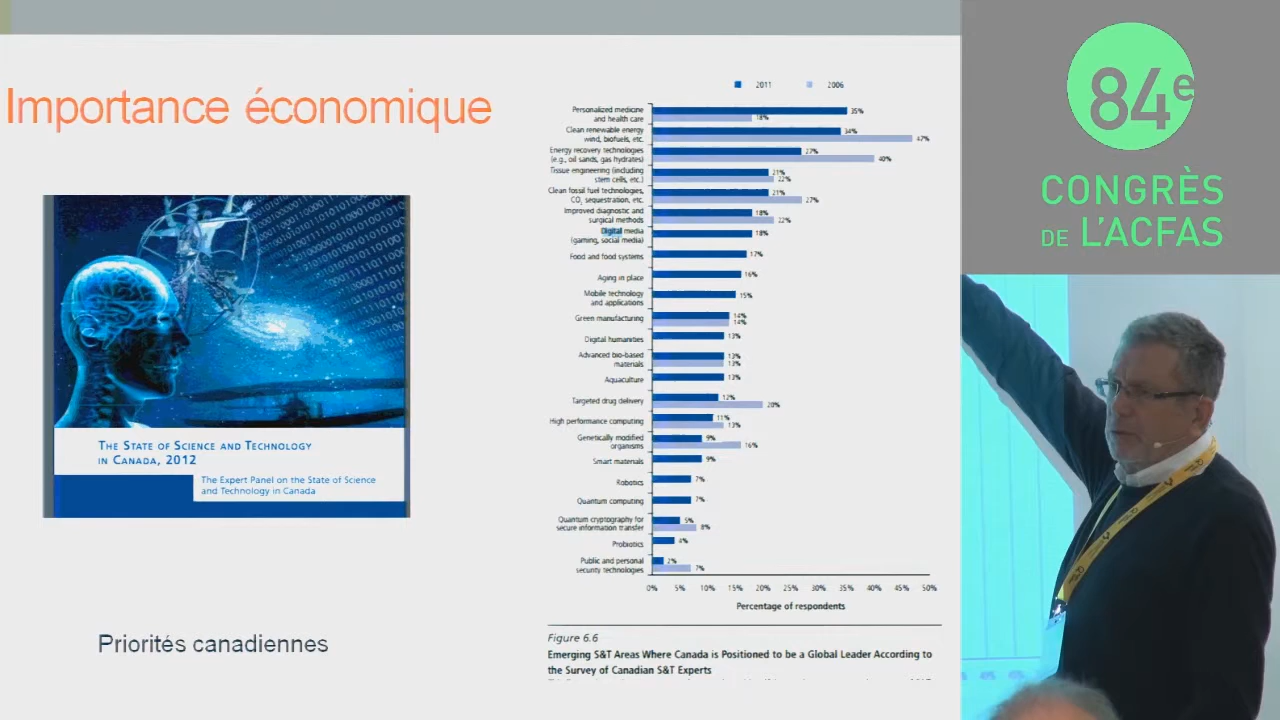 Importance économique
THE STATE OF SCIENCE AND TECHNOLOGY
IN CANADA, 2012
The Expert Panel on the State of Science
and Technology in Canada
Priorités canadiennes
2011 2006
Personalized medicine
and health care
35%
18%
Clean renewable energy
wind, biofuels, etc.
34%
47%
Energy recovery technologies
(e.g., oil sands, gas hydrates)
27%
40%
Tissue engineering (including
stem cells, etc.)
21%
22%
Clean fossil fuel technologies,
CO₂ sequestration, etc.
21%
27%
Improved diagnostic and
surgical methods
18%
22%
Digital media
(gaming, social media)
18%
Food and food systems
17%
Aging in place
16%
Mobile technology
and applications
15%
Green manufacturing
14%
14%
Digital humanities
13%
Advanced bio-based
materials
13%
13%
Aquaculture
13%
Targeted drug delivery
12%
20%
High performance computing
11%
13%
Genetically modified
organisms
9%
16%
Smart materials
9%
Robotics
7%
Quantum computing
7%
Quantum cryptography for
secure information transfer
5%
8%
Probiotics
4%
Public and personal
security technologies
2%
7%
0% 5% 10% 15% 20% 25% 30% 35% 40% 45% 50%
Percentage of respondents
Figure 6.6
Emerging S&T Areas Where Canada is Positioned to be a Global Leader According to
the Survey of Canadian S&T Experts
84e
CONGRÈS
DE L'ACFAS